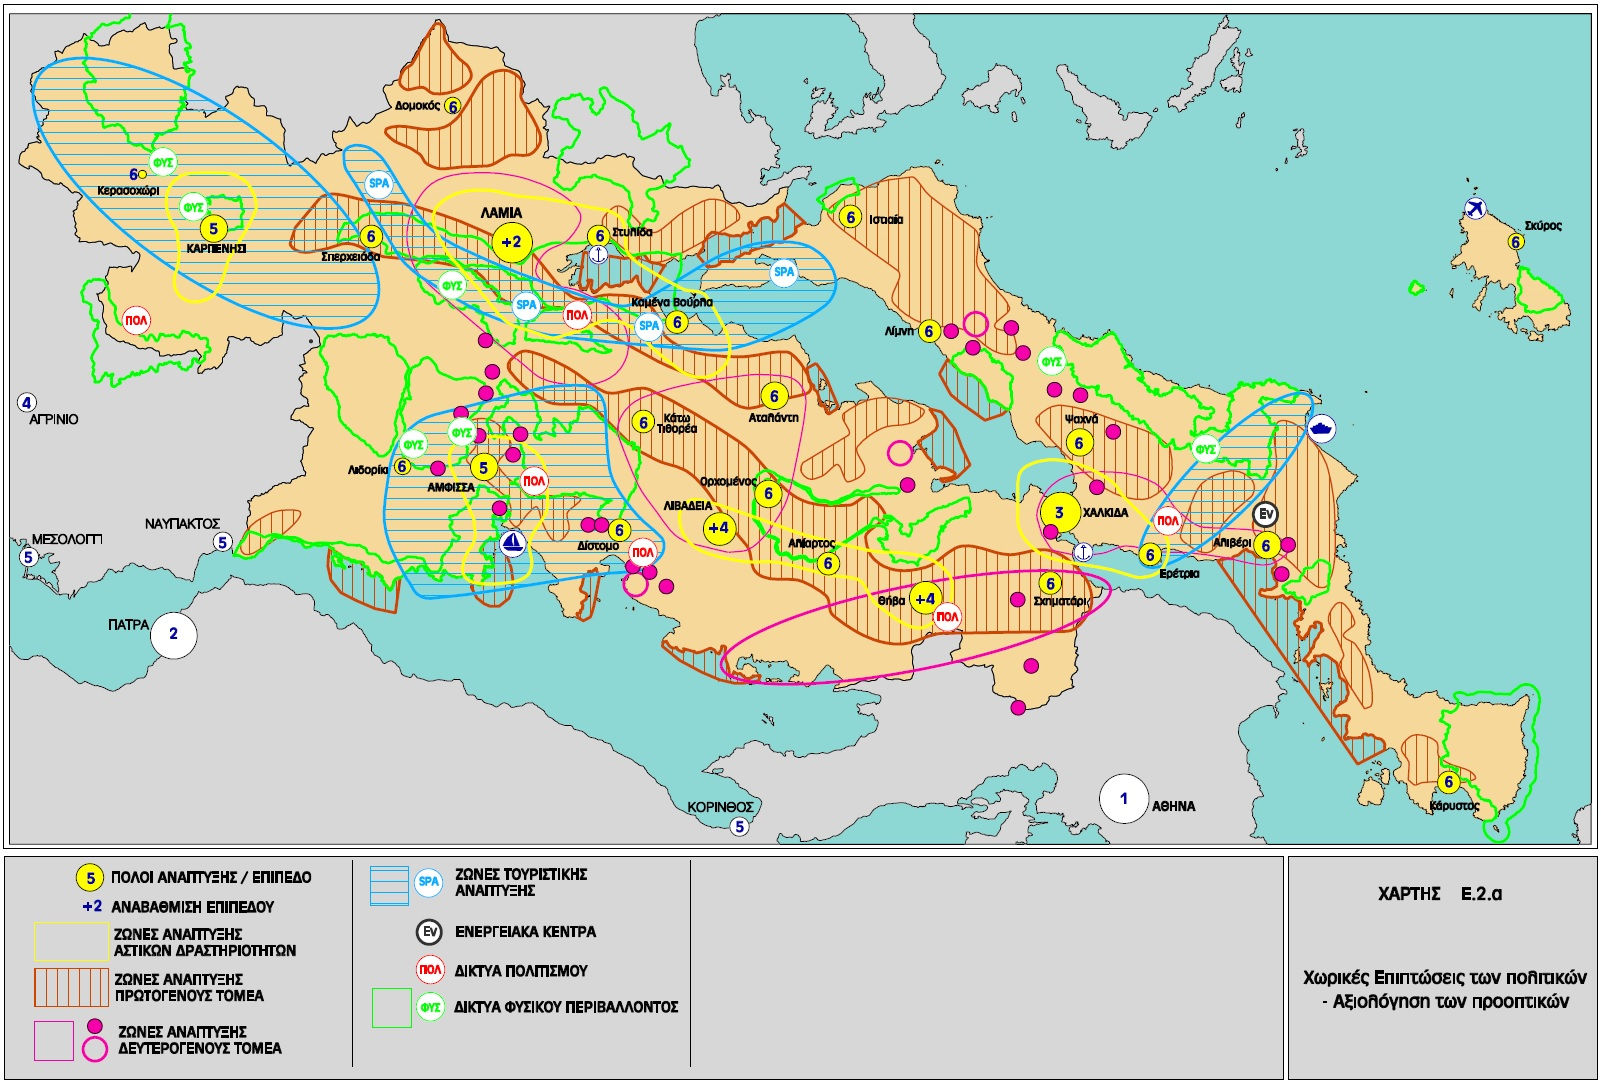 Δομοκός 6
ΦΥΣ
6
Κερασοχώρι
SPA
ΦΥΣ
5
ΚΑΡΠΕΝΗΣΙ
ΛΑΜΙΑ
+2
6
Σπερχειάδα
6 Στυλίδα
6 Ιστιαία
Σκύρος
6
SPA
ΦΥΣ
SPA
Καμένα Βούρλα
ΠΟΛ
ΠΟΛ
SPA
6
Λίμνη 6
ΦΥΣ
4
ΑΓΡΙΝΙΟ
6
Αταλάντη
6 Κάτω
Τιθορέα
Ψαχνά
6
ΦΥΣ
ΦΥΣ
ΦΥΣ
Λιδορίκι 6
5
ΑΜΦΙΣΣΑ
ΠΟΛ
Ορχομένος
6
ΛΙΒΑΔΕΙΑ
+4
3 ΧΑΛΚΙΔΑ
ΠΟΛ
Ev
ΝΑΥΠΑΚΤΟΣ
5
ΜΕΣΟΛΟΓΓΙ
5
6
Δίστομο
ΠΟΛ
Αλίαρτος
6
Αλιβέρι 6
6
Ερέτρια
6
Σχηματάρι
Θήβα +4
ΠΟΛ
ΠΑΤΡΑ 2
6
Κάρυστος
ΚΟΡΙΝΘΟΣ
5
1 ΑΘΗΝΑ
5 ΠΟΛΟΙ ΑΝΑΠΤΥΞΗΣ / ΕΠΙΠΕΔΟ
+2 ΑΝΑΒΑΘΜΙΣΗ ΕΠΙΠΕΔΟΥ
ΖΩΝΕΣ ΑΝΑΠΤΥΞΗΣ
ΑΣΤΙΚΩΝ ΔΡΑΣΤΗΡΙΟΤΗΤΩΝ
ΖΩΝΕΣ ΑΝΑΠΤΥΞΗΣ
ΠΡΩΤΟΓΕΝΟΥΣ ΤΟΜΕΑ
ΖΩΝΕΣ ΑΝΑΠΤΥΞΗΣ
ΔΕΥΤΕΡΟΓΕΝΟΥΣ ΤΟΜΕΑ
SPA ΖΩΝΕΣ ΤΟΥΡΙΣΤΙΚΗΣ
ΑΝΑΠΤΥΞΗΣ
Ev ΕΝΕΡΓΕΙΑΚΑ ΚΕΝΤΡΑ
ΠΟΛ ΔΙΚΤΥΑ ΠΟΛΙΤΙΣΜΟΥ
ΦΥΣ ΔΙΚΤΥΑ ΦΥΣΙΚΟΥ ΠΕΡΙΒΑΛΛΟΝΤΟΣ
ΧΑΡΤΗΣ Ε.2.α
Χωρικές Επιπτώσεις των πολιτικών
- Αξιολόγηση των προοπτικών